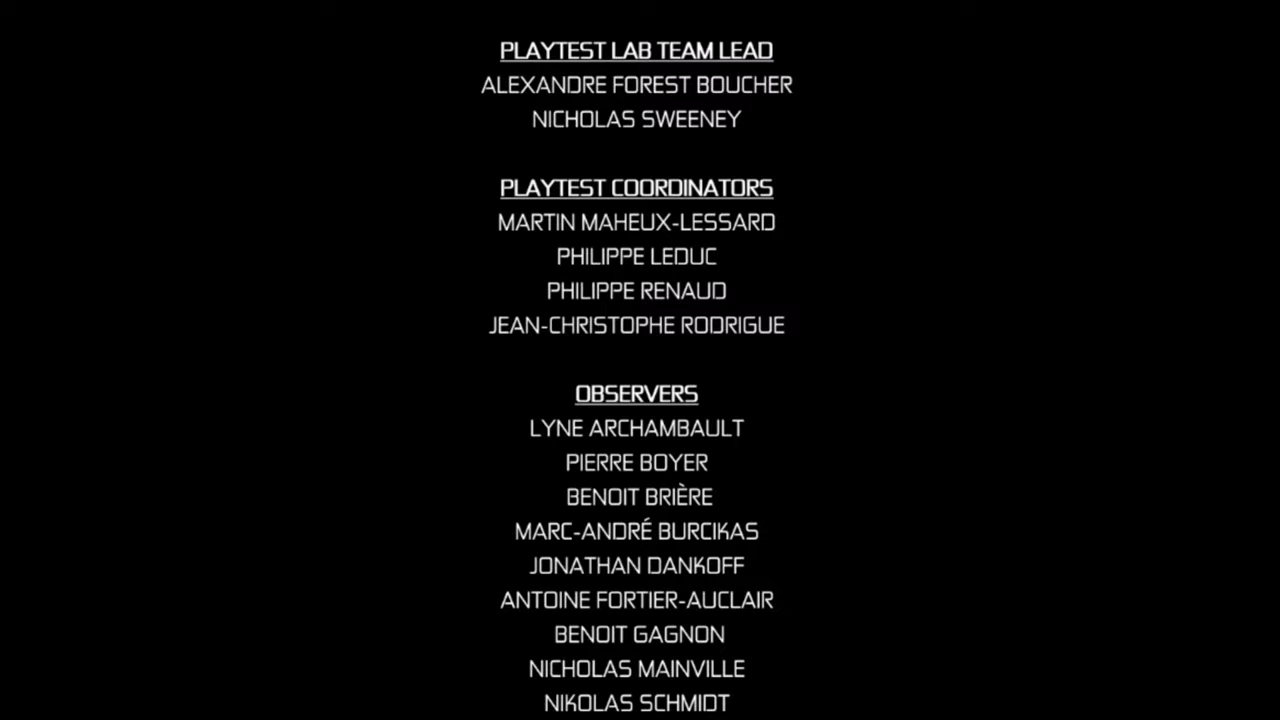 PLAYTEST LAB TEAM LEAD
ALEXANDRE FOREST BOUCHER
NICHOLAS SWEENEY
PLAYTEST COORDINATORS
MARTIN MAHEUX-LESSARD
PHILIPPE LEDUC
PHILIPPE RENAUD
JEAN-CHRISTOPHE RODRIGUE
OBSERVERS
LYNE ARCHAMBAULT
PIERRE BOYER
BENOIT BRIÈRE
MARC-ANDRÉ BURCIKAS
JONATHAN DANKOFF
ANTOINE FORTIER-AUCLAIR
BENOIT GAGNON
NICHOLAS MAINVILLE
NIKOLAS SCHMIDT